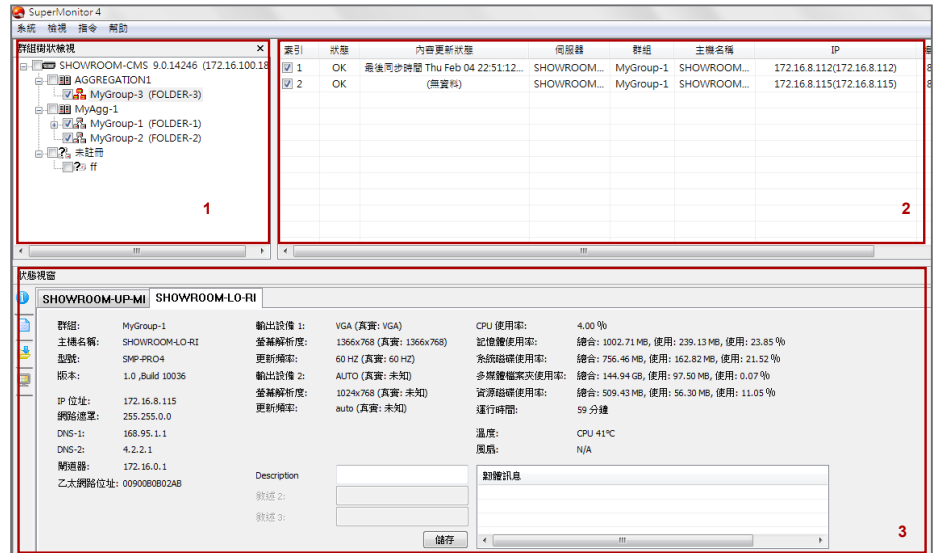 SuperMonitor 4
系統 檢視 指令 幫助
群組樹狀檢視 ×
SHOWROOM-CMS 9.0.14246 (172.16.100.18
AGGREGATION1
MyGroup-3 (FOLDER-3)
MyAgg-1
MyGroup-1 (FOLDER-1)
MyGroup-2 (FOLDER-2)
未註冊
ff
1
索引 狀態 內容更新狀態 伺服器 群組 主機名稱 IP
1 OK 最後同步時間 Thu Feb 04 22:51:12... SHOWROOM... MyGroup-1 SHOWROOM... 172.16.8.112(172.16.8.112) 8
2 OK (無資料) SHOWROOM... MyGroup-1 SHOWROOM... 172.16.8.115(172.16.8.115) 8
2
狀態視窗
SHOWROOM-UP-MI SHOWROOM-LO-RI
群組: MyGroup-1
主機名稱: SHOWROOM-LO-RI
型號: SMP-PRO4
版本: 1.0 ,Build 10036
IP 位址: 172.16.8.115
網路遮罩: 255.255.0.0
DNS-1: 168.95.1.1
DNS-2: 4.2.2.1
閘道器: 172.16.0.1
乙太網路位址: 00900B0B02AB
輸出設備 1: VGA (真實: VGA)
螢幕解析度: 1366x768 (真實: 1366x768)
更新頻率: 60 HZ (真實: 60 HZ)
輸出設備 2: AUTO (真實: 未知)
螢幕解析度: 1024x768 (真實: 未知)
更新頻率: auto (真實: 未知)
Description
敘述 2:
敘述 3:
儲存
CPU 使用率: 4.00 %
記憶體使用率: 總合: 1002.71 MB, 使用: 239.13 MB, 使用: 23.85 %
系統磁碟使用率: 總合: 756.46 MB, 使用: 162.82 MB, 使用: 21.52 %
多媒體檔案夾使用率: 總合: 144.94 GB, 使用: 97.50 MB, 使用: 0.07 %
資源磁碟使用率: 總合: 509.43 MB, 使用: 56.30 MB, 使用: 11.05 %
運行時間: 59 分鐘
溫度: CPU 41°C
風扇: N/A
韌體訊息
3